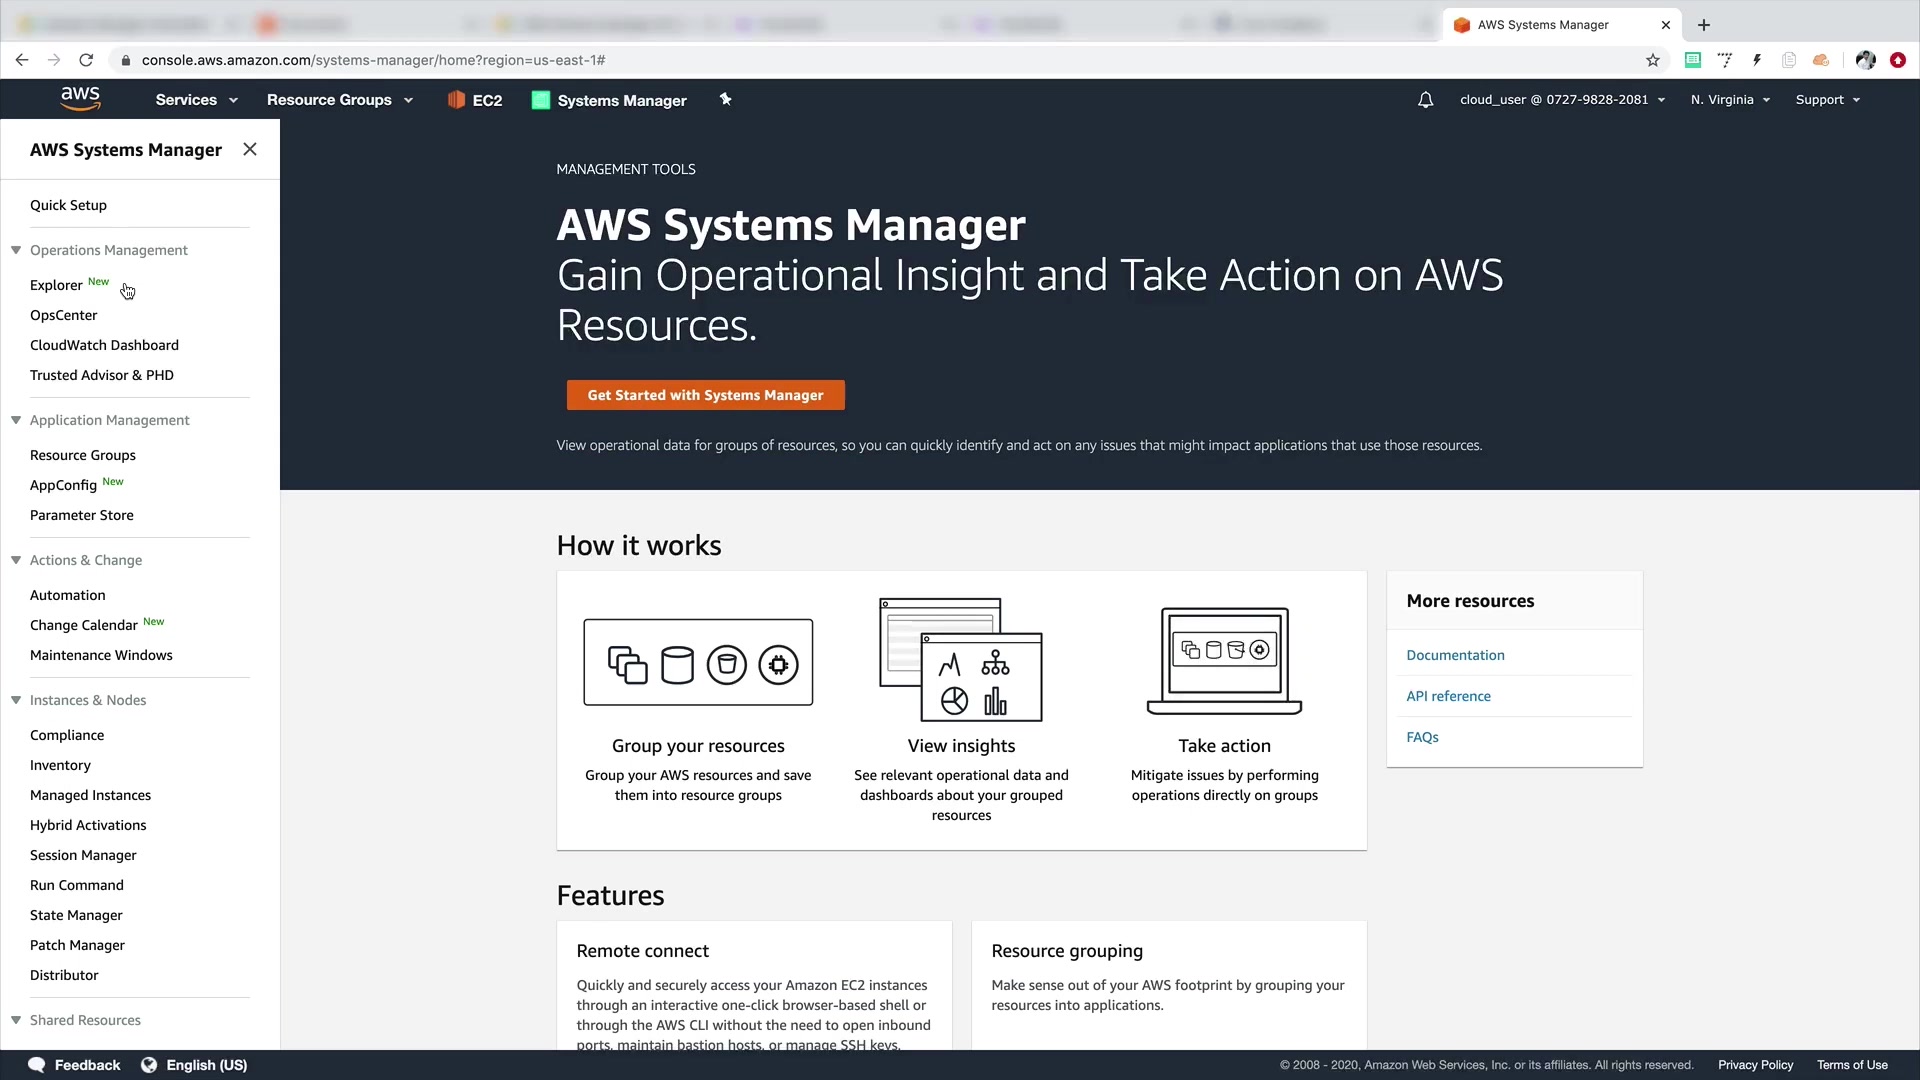 AWS Systems Manager
console.aws.amazon.com/systems-manager/home?region=us-east-1#
aws
Services
Resource Groups
EC2
Systems Manager
cloud_user @ 0727-9828-2081
N. Virginia
Support
AWS Systems Manager
Quick Setup
Operations Management
Explorer New
OpsCenter
CloudWatch Dashboard
Trusted Advisor & PHD
Application Management
Resource Groups
AppConfig New
Parameter Store
Actions & Change
Automation
Change Calendar New
Maintenance Windows
Instances & Nodes
Compliance
Inventory
Managed Instances
Hybrid Activations
Session Manager
Run Command
State Manager
Patch Manager
Distributor
Shared Resources
MANAGEMENT TOOLS
AWS Systems Manager
Gain Operational Insight and Take Action on AWS
Resources.
Get Started with Systems Manager
View operational data for groups of resources, so you can quickly identify and act on any issues that might impact applications that use those resources.
How it works
Group your resources
Group your AWS resources and save
them into resource groups
View insights
See relevant operational data and
dashboards about your grouped
resources
Take action
Mitigate issues by performing
operations directly on groups
More resources
Documentation
API reference
FAQs
Features
Remote connect
Quickly and securely access your Amazon EC2 instances
through an interactive one-click browser-based shell or
through the AWS CLI without the need to open inbound
ports, maintain bastion hosts, or manage SSH keys.
Resource grouping
Make sense out of your AWS footprint by grouping your
resources into applications.
Feedback
English (US)
© 2008 - 2020, Amazon Web Services, Inc. or its affiliates. All rights reserved.
Privacy Policy
Terms of Use